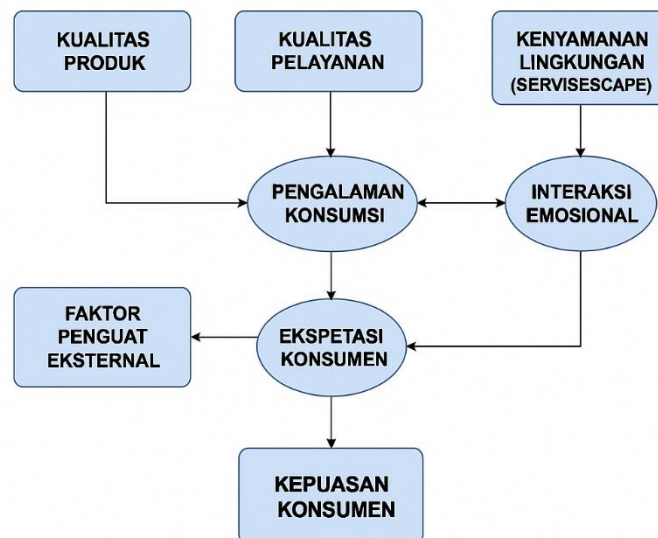 KUALITAS
PRODUK
KUALITAS
PELAYANAN
KENYAMANAN
LINGKUNGAN
(SERVISESCAPE)
PENGALAMAN
KONSUMSI
INTERAKSI
EMOSIONAL
FAKTOR
PENGUAT
EKSTERNAL
EKSPETASI
KONSUMEN
KEPUASAN
KONSUMEN